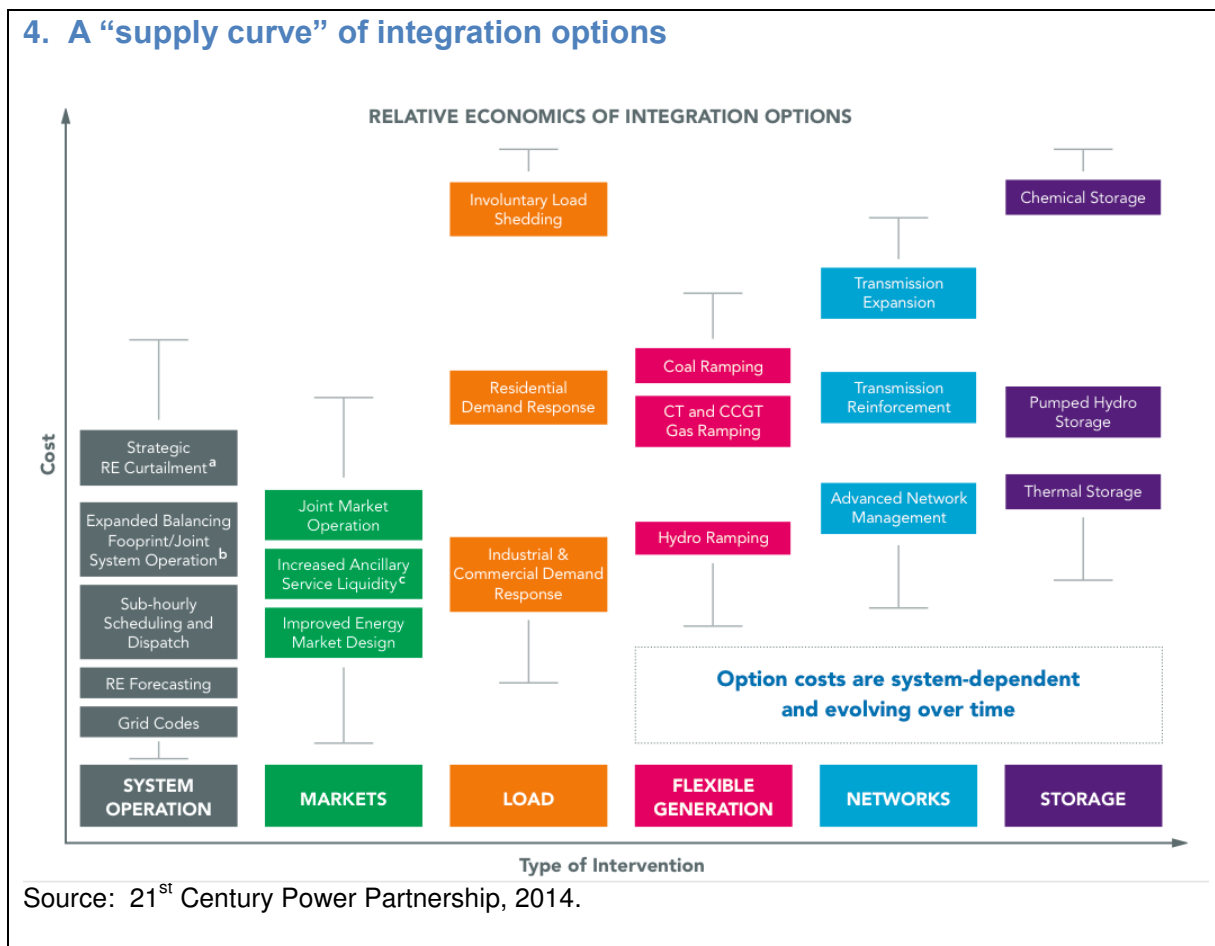 4. A “supply curve” of integration options
RELATIVE ECONOMICS OF INTEGRATION OPTIONS
Cost
Strategic
RE Curtailment a
Expanded Balancing
Fooprint/Joint
System Operation b
Sub-hourly
Scheduling and
Dispatch
RE Forecasting
Grid Codes
SYSTEM
OPERATION
Joint Market
Operation
Increased Ancillary
Service Liquidity c
Improved Energy
Market Design
MARKETS
Involuntary Load
Shedding
Residential
Demand Response
Industrial &
Commercial Demand
Response
LOAD
Coal Ramping
CT and CCGT
Gas Ramping
Hydro Ramping
FLEXIBLE
GENERATION
Transmission
Expansion
Transmission
Reinforcement
Advanced Network
Management
NETWORKS
Chemical Storage
Pumped Hydro
Storage
Thermal Storage
STORAGE
Option costs are system-dependent
and evolving over time
Type of Intervention
Source: 21st Century Power Partnership, 2014.